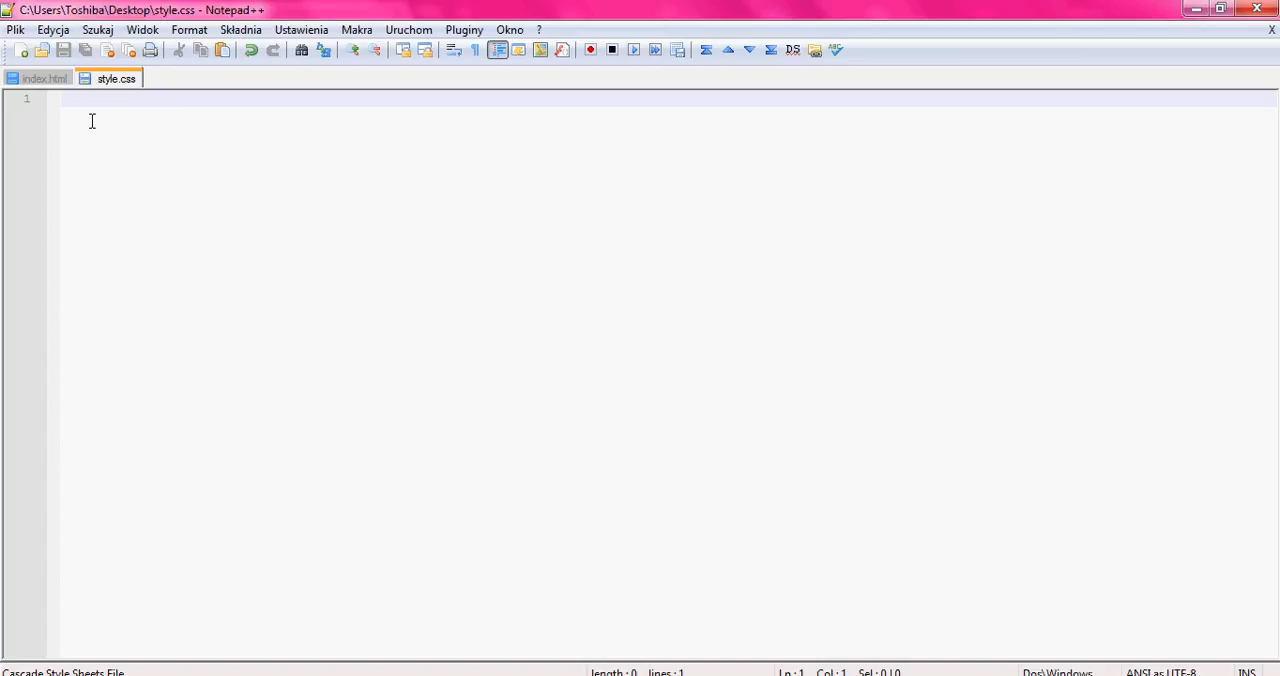 C:\Users\Toshiba\Desktop\style.css - Notepad++
Plik Edycja Szukaj Widok Format Składnia Ustawienia Makra Uruchom Pluginy Okno ? X
index.html style.css
1
Cascade Style Sheets File length : 0 lines : 1 Ln : 1 Col : 1 Sel : 0 | 0 Dos\Windows ANSI as UTF-8 INS